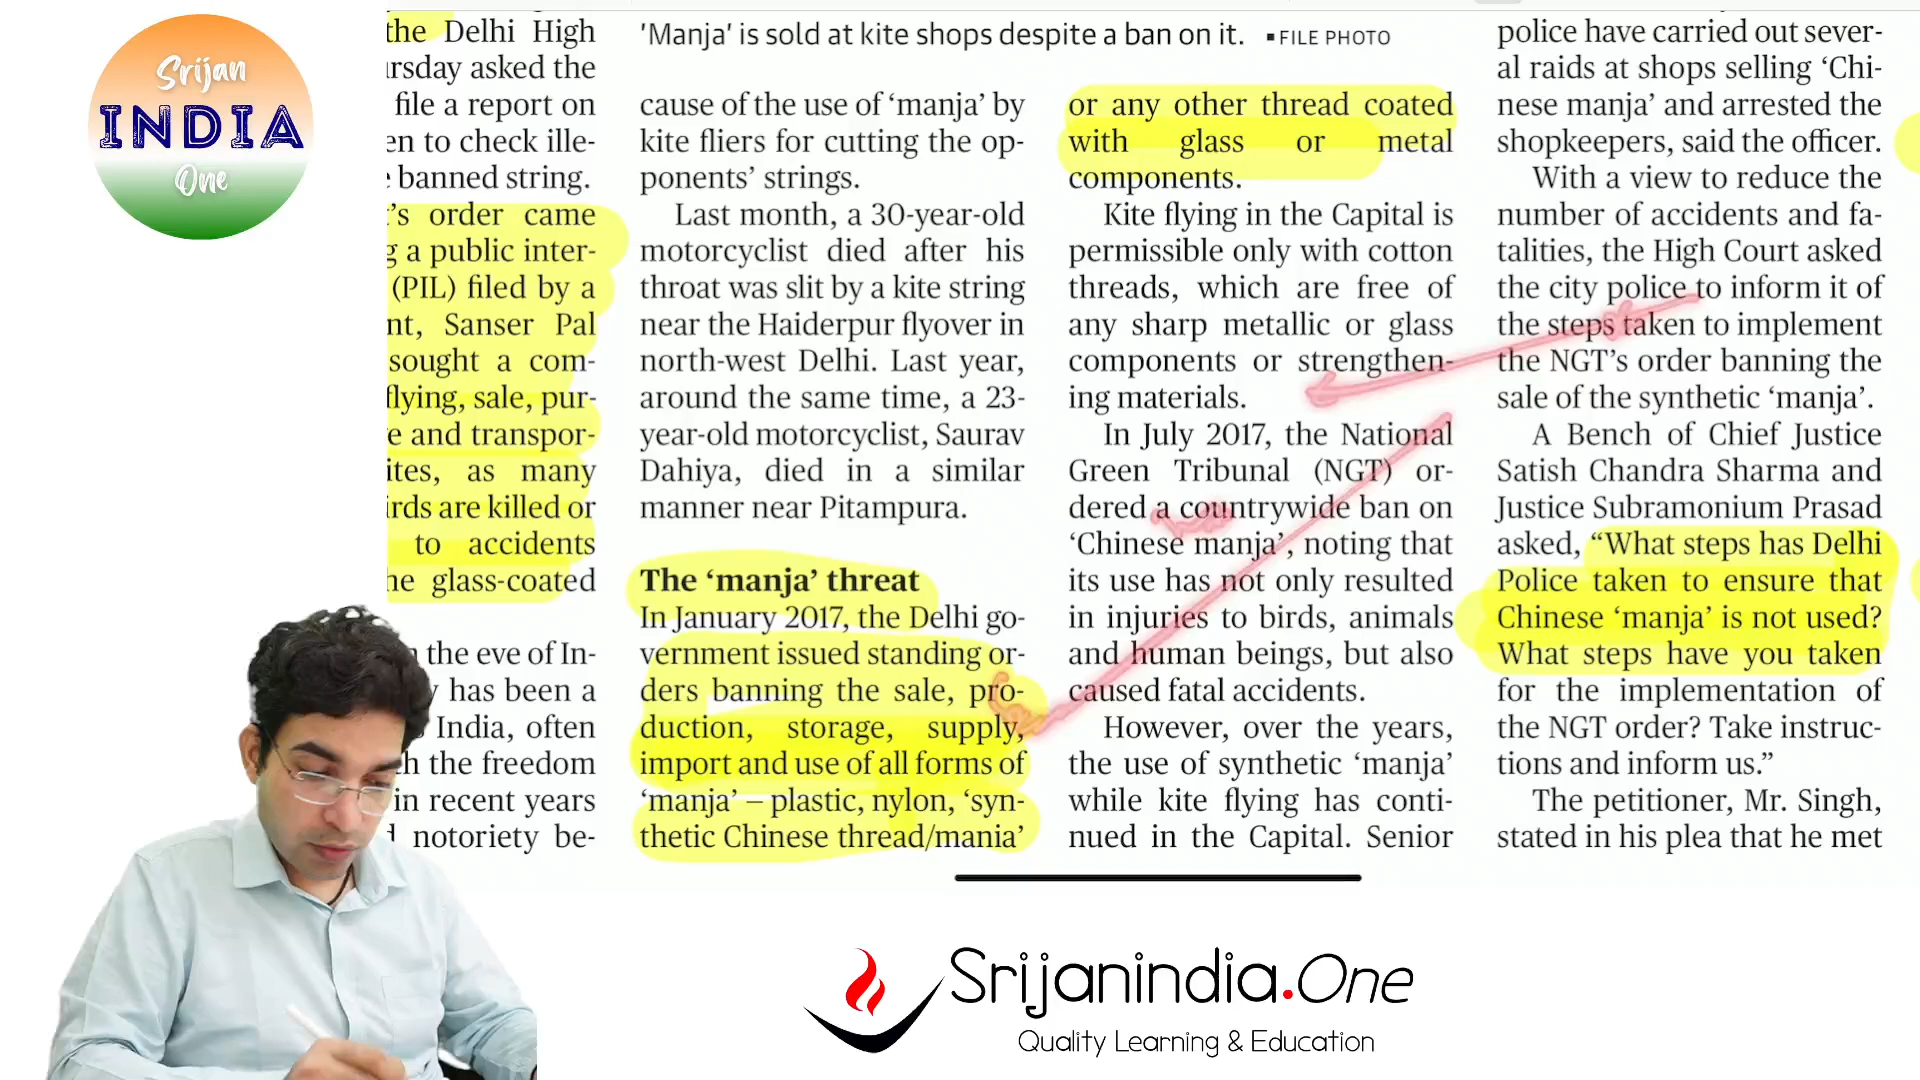 Srijan
INDIA
One
the Delhi High
rsday asked the
file a report on
en to check ille-
banned string.
's order came
g a public inter-
(PIL) filed by a
nt, Sanser Pal
sought a com-
flying, sale, pur-
e and transpor-
ites, as many
irds are killed or
to accidents
he glass-coated
the eve of In-
y has been a
India, often
h the freedom
in recent years
notoriety be-
'Manja' is sold at kite shops despite a ban on it. ▪FILE PHOTO
cause of the use of ‘manja’ by
kite fliers for cutting the op-
ponents’ strings.
Last month, a 30-year-old
motorcyclist died after his
throat was slit by a kite string
near the Haiderpur flyover in
north-west Delhi. Last year,
around the same time, a 23-
year-old motorcyclist, Saurav
Dahiya, died in a similar
manner near Pitampura.
The ‘manja’ threat
In January 2017, the Delhi go-
vernment issued standing or-
ders banning the sale, pro-
duction, storage, supply,
import and use of all forms of
‘manja’ – plastic, nylon, ‘syn-
thetic Chinese thread/mania’
or any other thread coated
with glass or metal
components.
Kite flying in the Capital is
permissible only with cotton
threads, which are free of
any sharp metallic or glass
components or strengthen-
ing materials.
In July 2017, the National
Green Tribunal (NGT) or-
dered a countrywide ban on
‘Chinese manja’, noting that
its use has not only resulted
in injuries to birds, animals
and human beings, but also
caused fatal accidents.
However, over the years,
the use of synthetic ‘manja’
while kite flying has conti-
nued in the Capital. Senior
police have carried out sever-
al raids at shops selling ‘Chi-
nese manja’ and arrested the
shopkeepers, said the officer.
With a view to reduce the
number of accidents and fa-
talities, the High Court asked
the city police to inform it of
the steps taken to implement
the NGT’s order banning the
sale of the synthetic ‘manja’.
A Bench of Chief Justice
Satish Chandra Sharma and
Justice Subramonium Prasad
asked, “What steps has Delhi
Police taken to ensure that
Chinese ‘manja’ is not used?
What steps have you taken
for the implementation of
the NGT order? Take instruc-
tions and inform us.”
The petitioner, Mr. Singh,
stated in his plea that he met
Srijanindia.One
Quality Learning & Education